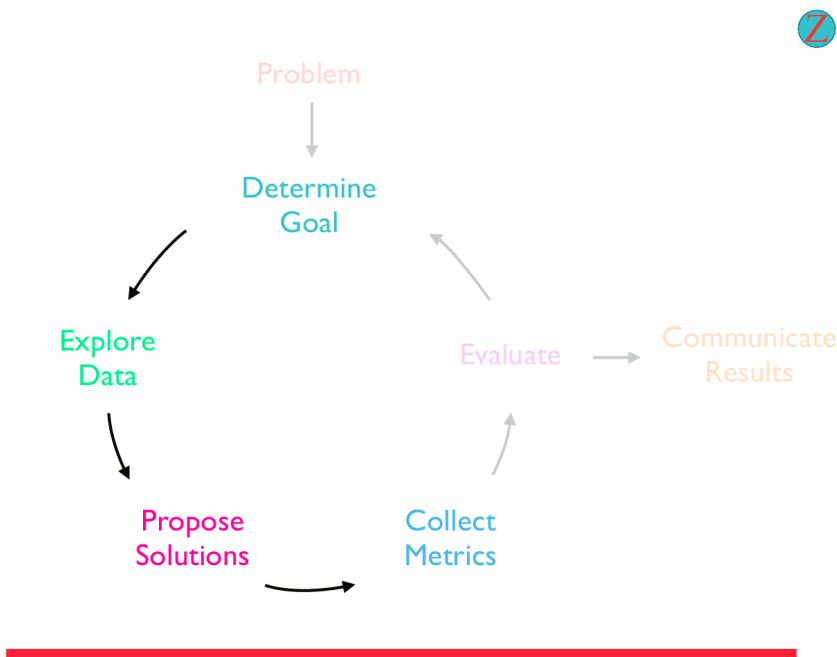 Z
Problem
Determine
Goal
Explore
Data
Evaluate
Communicate
Results
Propose
Solutions
Collect
Metrics